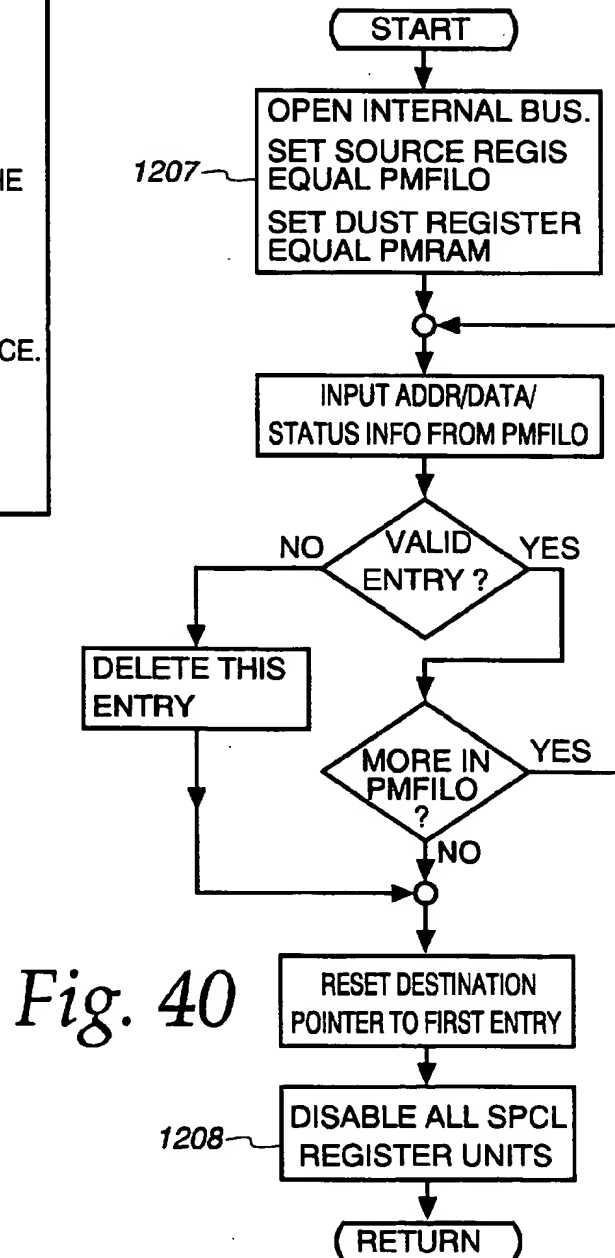 START
OPEN INTERNAL BUS.
SET SOURCE REGIS
EQUAL PMFILO
SET DUST REGISTER
EQUAL PMRAM
1207
HE
CE.
INPUT ADDR/DATA/
STATUS INFO FROM PMFILO
NO
VALID
ENTRY ?
YES
DELETE THIS
ENTRY
MORE IN
PMFILO
?
YES
NO
Fig. 40
RESET DESTINATION
POINTER TO FIRST ENTRY
1208
DISABLE ALL SPCL
REGISTER UNITS
RETURN